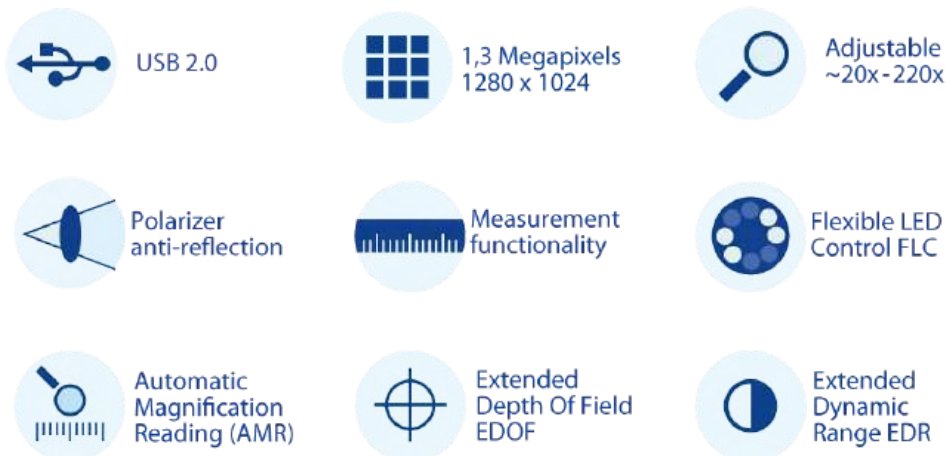 USB 2.0
1,3 Megapixels
1280 x 1024
Adjustable
~20x-220x
Polarizer
anti-reflection
Measurement
functionality
Flexible LED
Control FLC
Automatic
Magnification
Reading (AMR)
Extended
Depth Of Field
EDOF
Extended
Dynamic
Range EDR